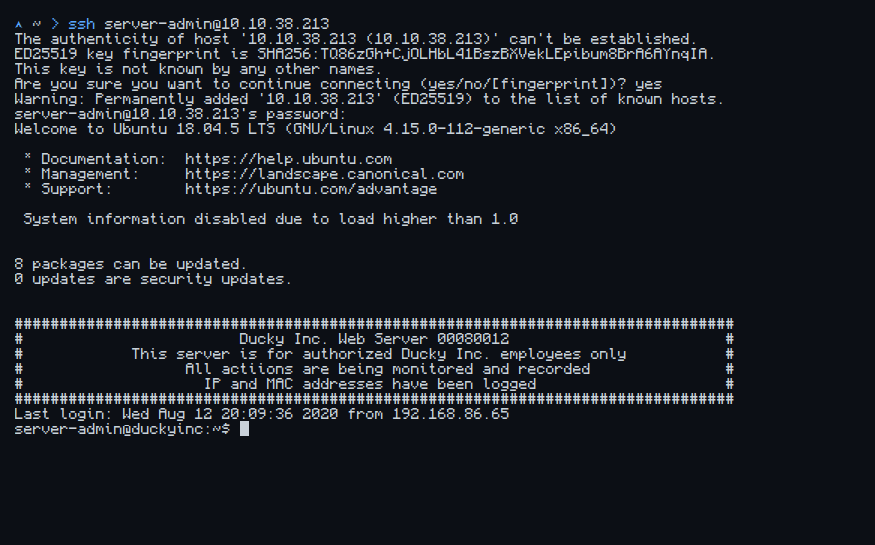 ⋏ ~ > ssh server-admin@10.10.38.213
The authenticity of host '10.10.38.213 (10.10.38.213)' can't be established.
ED25519 key fingerprint is SHA256:TQ86zGh+CjOLHbL41BszBXVekLEpibum8BrA6AYnqIA.
This key is not known by any other names.
Are you sure you want to continue connecting (yes/no/[fingerprint])? yes
Warning: Permanently added '10.10.38.213' (ED25519) to the list of known hosts.
server-admin@10.10.38.213's password:
Welcome to Ubuntu 18.04.5 LTS (GNU/Linux 4.15.0-112-generic x86_64)
* Documentation: https://help.ubuntu.com
* Management: https://landscape.canonical.com
* Support: https://ubuntu.com/advantage
System information disabled due to load higher than 1.0
8 packages can be updated.
0 updates are security updates.
################################################################################
# Ducky Inc. Web Server 00080012 #
# This server is for authorized Ducky Inc. employees only #
# All actiions are being monitored and recorded #
# IP and MAC addresses have been logged #
################################################################################
Last login: Wed Aug 12 20:09:36 2020 from 192.168.86.65
server-admin@duckyinc:~$